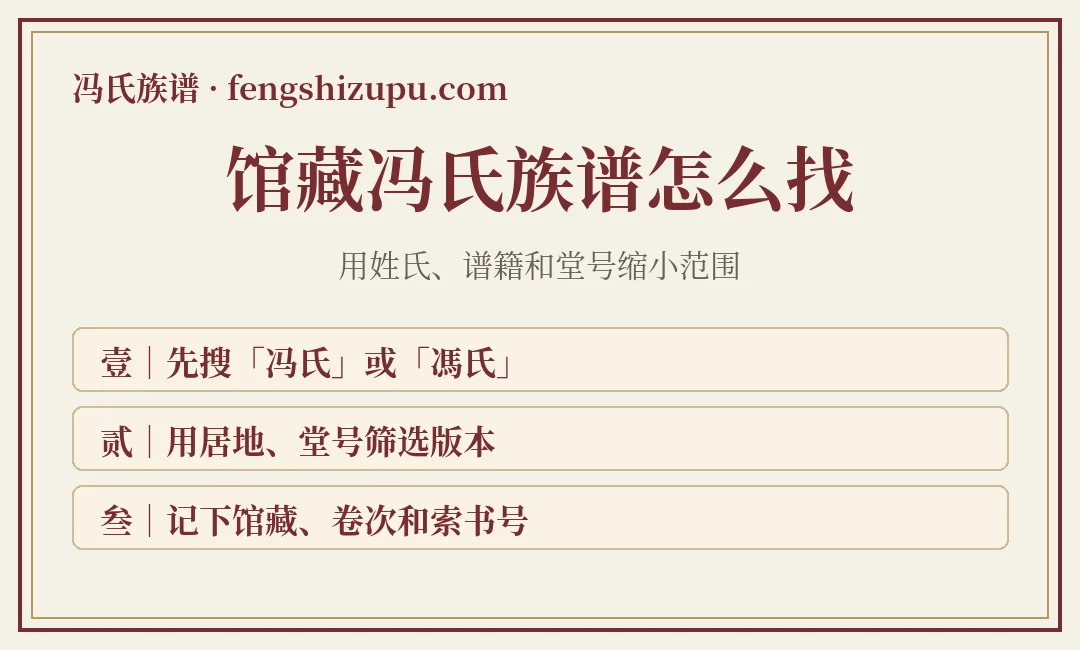 冯氏族谱 · fengshizupu.com
馆藏冯氏族谱怎么找
用姓氏、谱籍和堂号缩小范围
壹｜先搜「冯氏」或「馮氏」
贰｜用居地、堂号筛选版本
叁｜记下馆藏、卷次和索书号